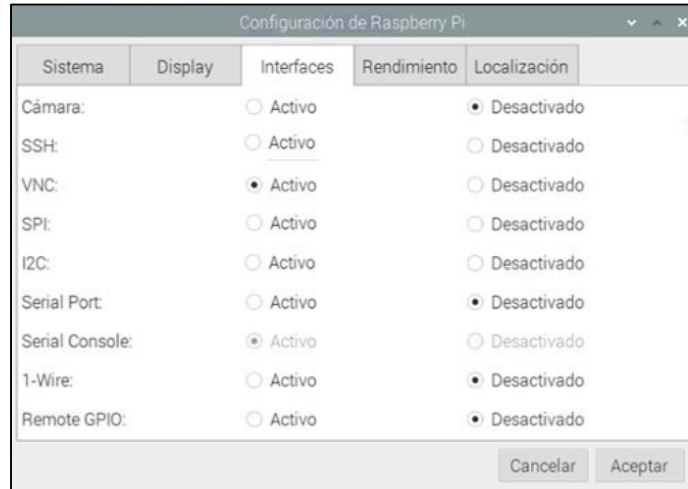 Configuración de Raspberry Pi
Sistema Display Interfaces Rendimiento Localización
Cámara: Activo Desactivado
SSH: Activo Desactivado
VNC: Activo Desactivado
SPI: Activo Desactivado
I2C: Activo Desactivado
Serial Port: Activo Desactivado
Serial Console: Activo Desactivado
1-Wire: Activo Desactivado
Remote GPIO: Activo Desactivado
Cancelar Aceptar